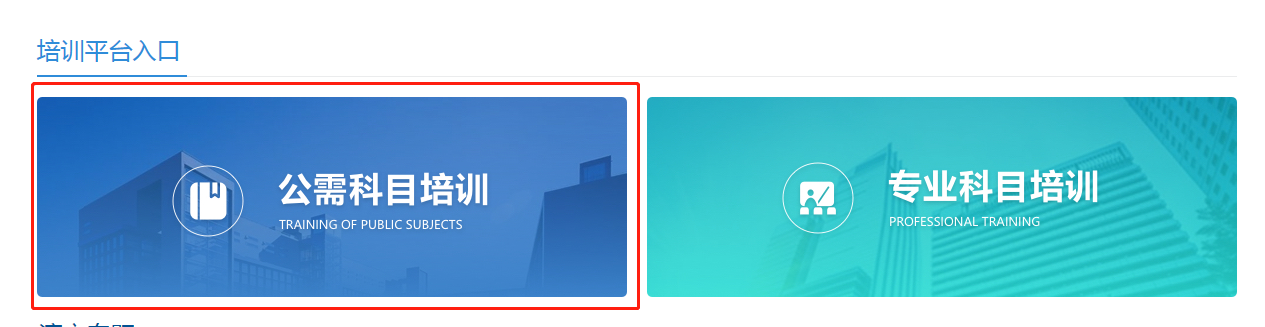 培训平台入口
公需科目培训
TRAINING OF PUBLIC SUBJECTS
专业科目培训
PROFESSIONAL TRAINING